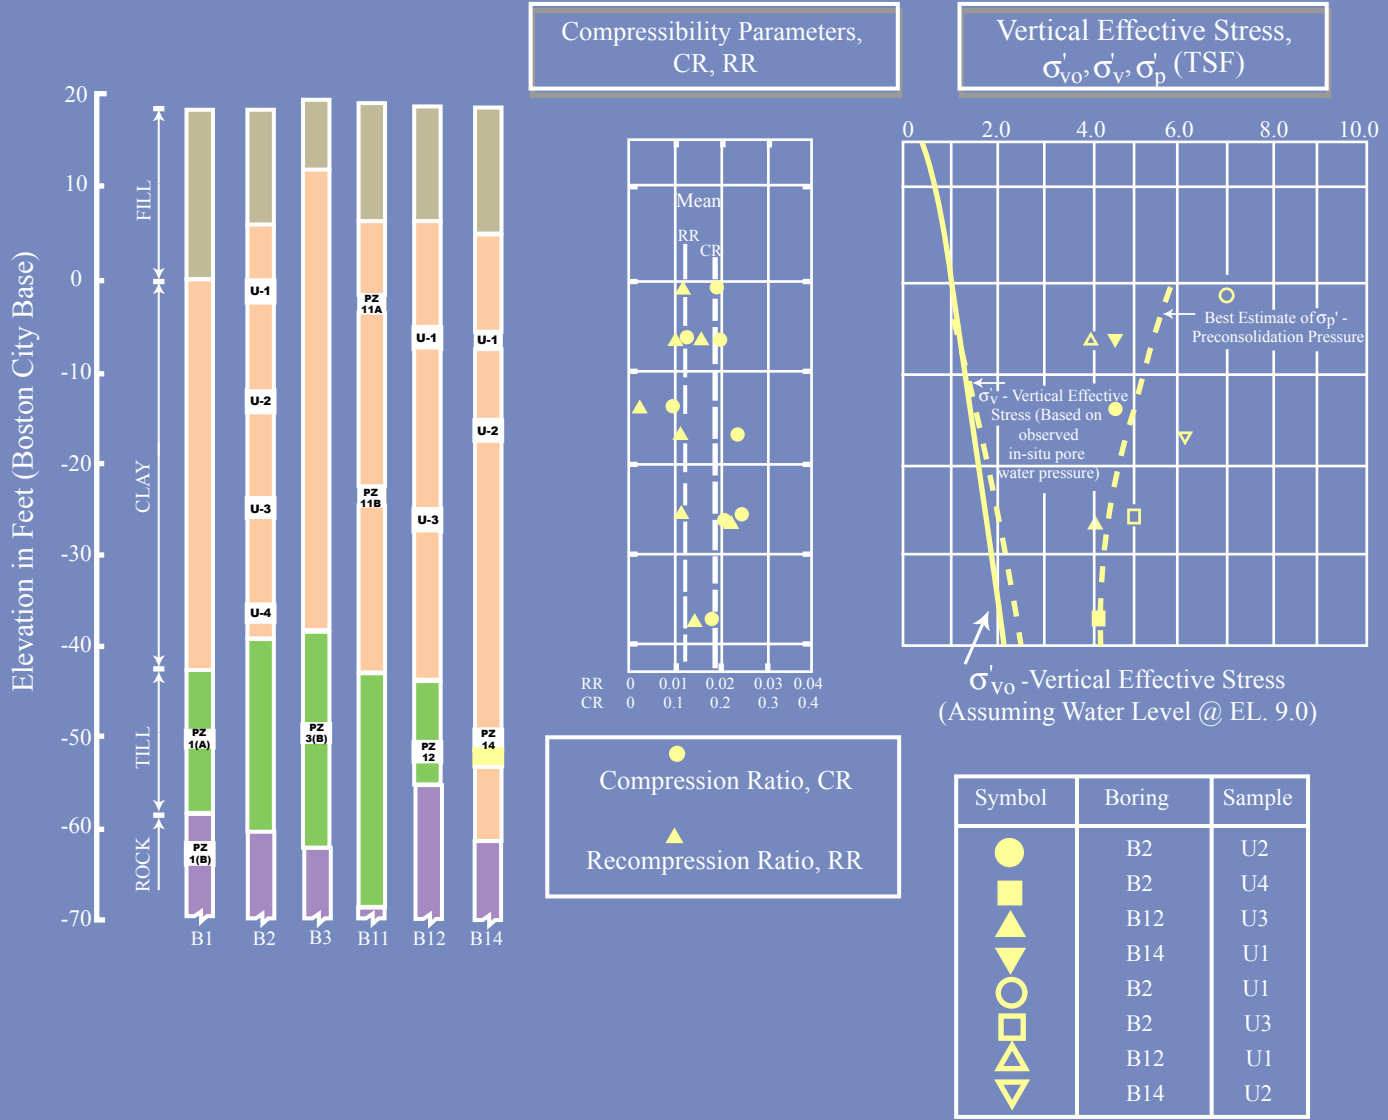 Compressibility Parameters,
CR, RR
Vertical Effective Stress,
σ'vo, σ'v, σ'p (TSF)
Elevation in Feet (Boston City Base)
20
10
0
-10
-20
-30
-40
-50
-60
-70
FILL
CLAY
TILL
ROCK
PZ
1(A)
PZ
1(B)
B1
U-1
U-2
U-3
U-4
B2
PZ
3(B)
B3
PZ
11A
PZ
11B
B11
U-1
U-3
PZ
12
B12
U-1
U-2
PZ
14
B14
Mean
RR
CR
RR 0 0.01 0.02 0.03 0.04
CR 0 0.1 0.2 0.3 0.4
Compression Ratio, CR
Recompression Ratio, RR
0 2.0 4.0 6.0 8.0 10.0
Best Estimate of σp' -
Preconsolidation Pressure
σ'v - Vertical Effective
Stress (Based on
observed
in-situ pore
water pressure)
σ'vo -Vertical Effective Stress
(Assuming Water Level @ EL. 9.0)
Symbol Boring Sample
B2 U2
B2 U4
B12 U3
B14 U1
B2 U1
B2 U3
B12 U1
B14 U2